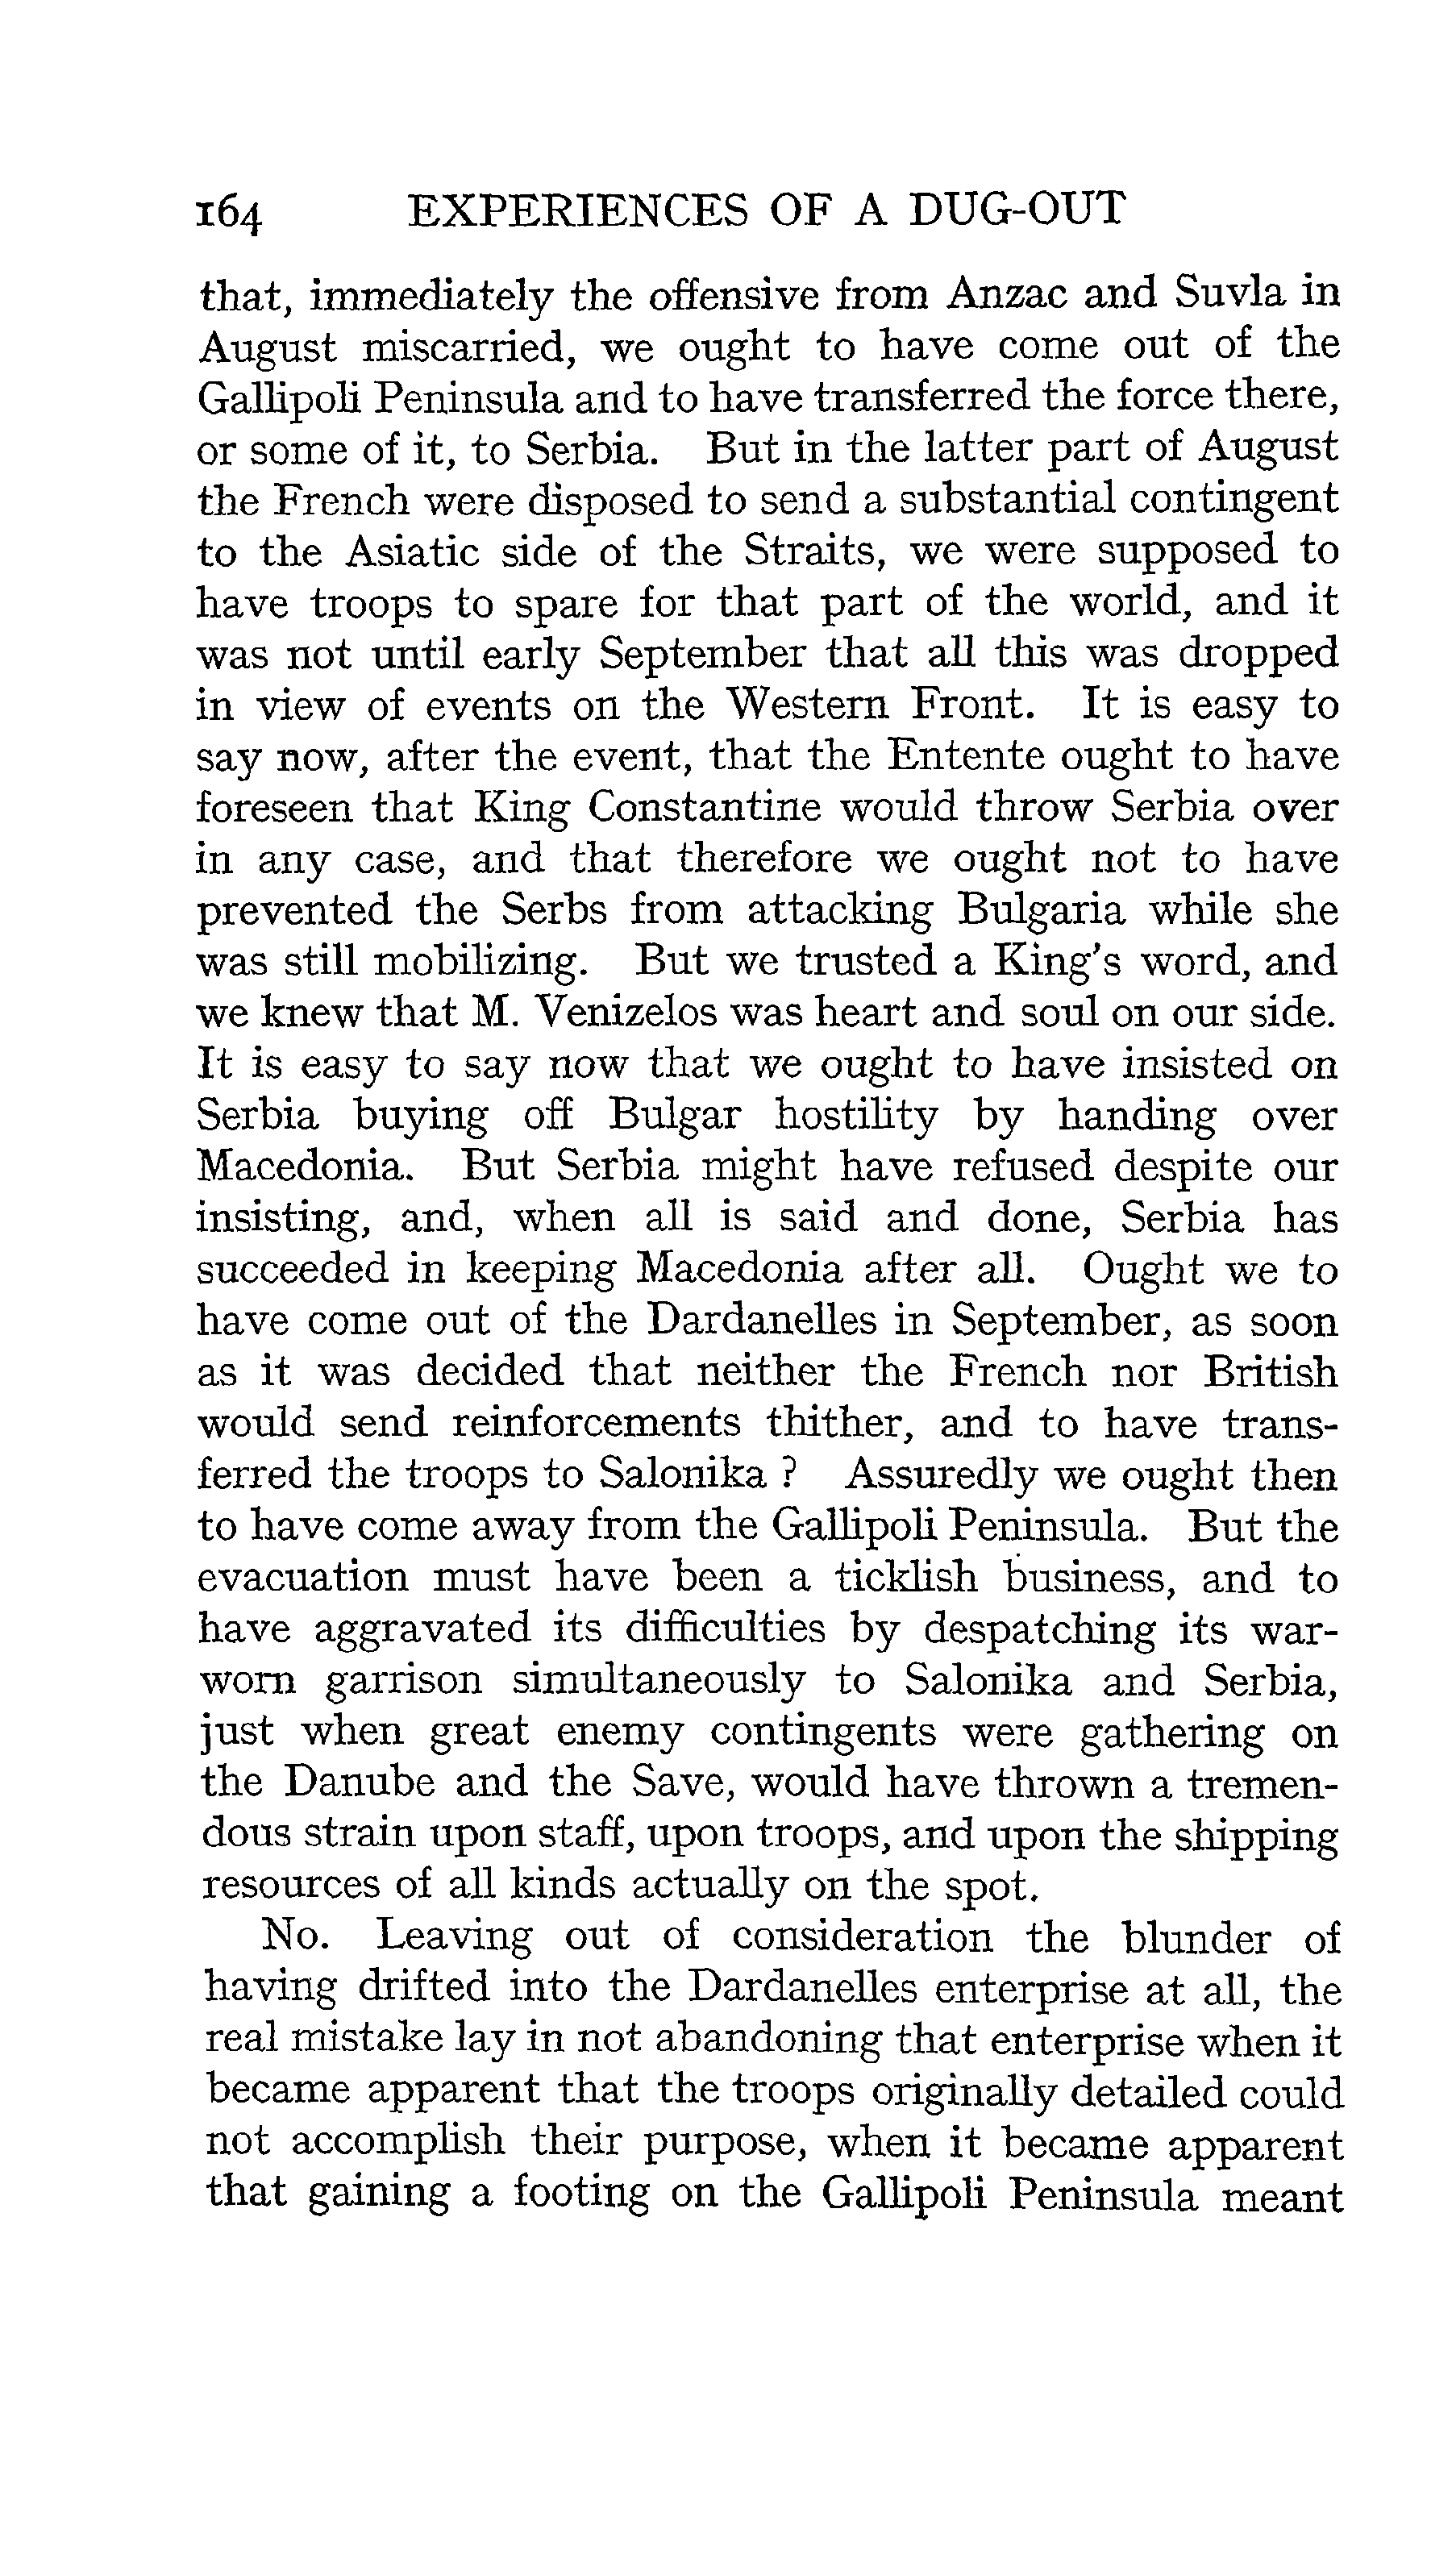 164 EXPERIENCES OF A DUG-OUT
that, immediately the offensive from Anzac and Suvla in
August miscarried, we ought to have come out of the
Gallipoli Peninsula and to have transferred the force there,
or some of it, to Serbia. But in the latter part of August
the French were disposed to send a substantial contingent
to the Asiatic side of the Straits, we were supposed to
have troops to spare for that part of the world, and it
was not until early September that all this was dropped
in view of events on the Western Front. It is easy to
say now, after the event, that the Entente ought to have
foreseen that King Constantine would throw Serbia over
in any case, and that therefore we ought not to have
prevented the Serbs from attacking Bulgaria while she
was still mobilizing. But we trusted a King's word, and
we knew that M. Venizelos was heart and soul on our side.
It is easy to say now that we ought to have insisted on
Serbia buying off Bulgar hostility by handing over
Macedonia. But Serbia might have refused despite our
insisting, and, when all is said and done, Serbia has
succeeded in keeping Macedonia after all. Ought we to
have come out of the Dardanelles in September, as soon
as it was decided that neither the French nor British
would send reinforcements thither, and to have trans-
ferred the troops to Salonika ? Assuredly we ought then
to have come away from the Gallipoli Peninsula. But the
evacuation must have been a ticklish business, and to
have aggravated its difficulties by despatching its war-
worn garrison simultaneously to Salonika and Serbia,
just when great enemy contingents were gathering on
the Danube and the Save, would have thrown a tremen-
dous strain upon staff, upon troops, and upon the shipping
resources of all kinds actually on the spot.
No. Leaving out of consideration the blunder of
having drifted into the Dardanelles enterprise at all, the
real mistake lay in not abandoning that enterprise when it
became apparent that the troops originally detailed could
not accomplish their purpose, when it became apparent
that gaining a footing on the Gallipoli Peninsula meant